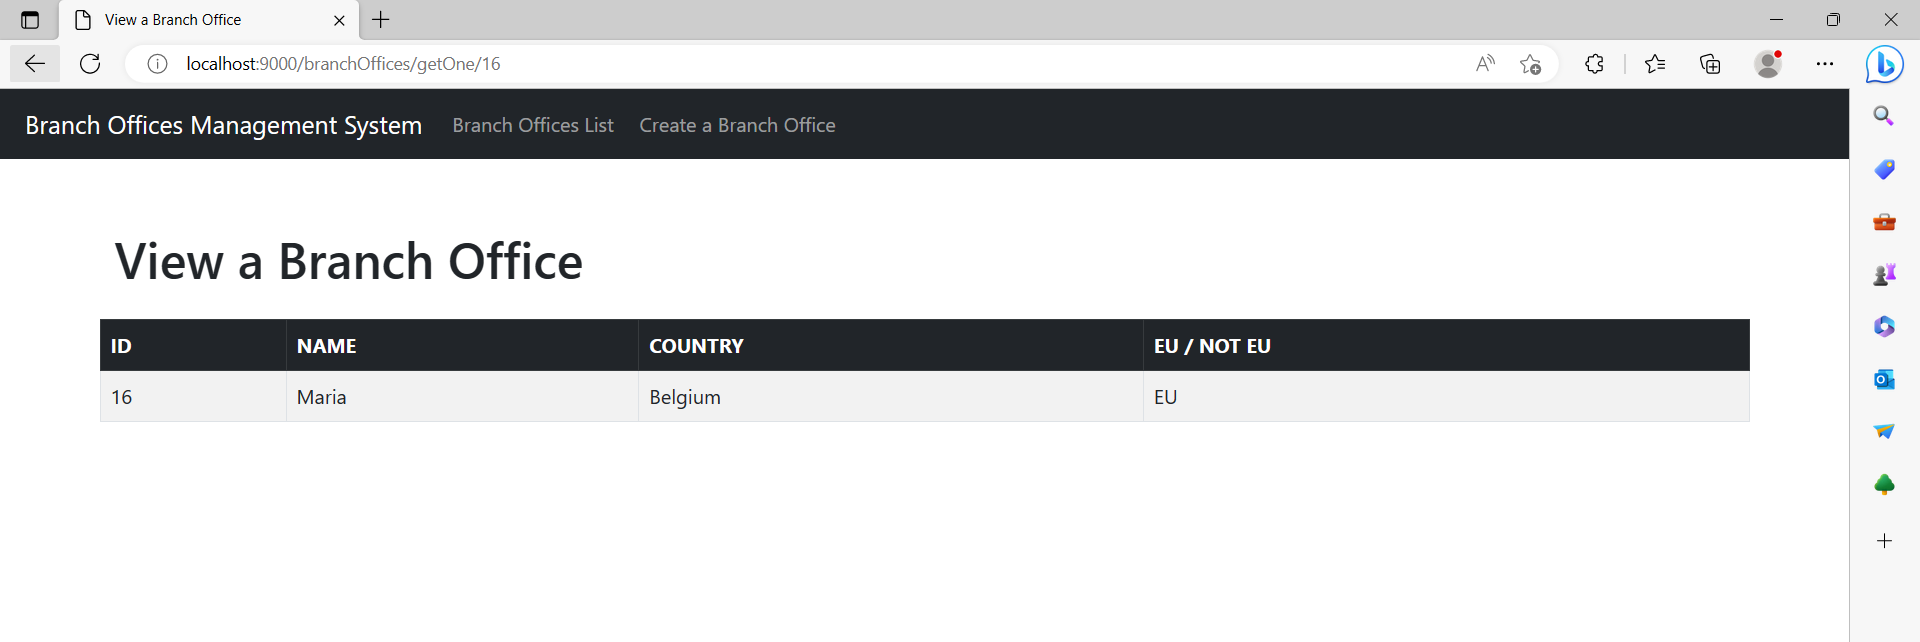 View a Branch Office
localhost:9000/branchOffices/getOne/16
Branch Offices Management System Branch Offices List Create a Branch Office
View a Branch Office
ID NAME COUNTRY EU / NOT EU
16 Maria Belgium EU